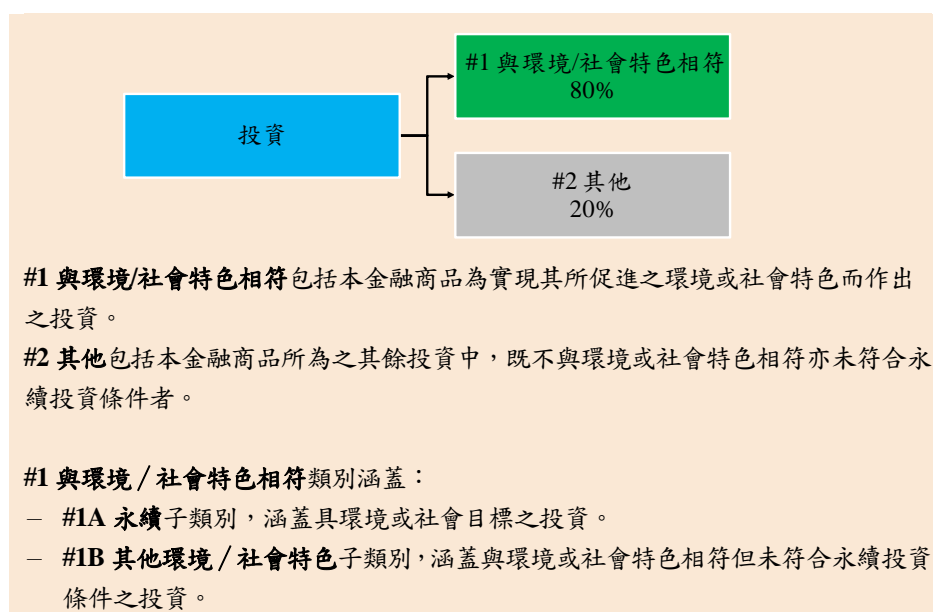 #1 與環境/社會特色相符
80%
投資
#2 其他
20%
#1 與環境/社會特色相符包括本金融商品為實現其所促進之環境或社會特色而作出
之投資。
#2 其他包括本金融商品所為之其餘投資中，既不與環境或社會特色相符亦未符合永
續投資條件者。
#1 與環境／社會特色相符類別涵蓋：
– #1A 永續子類別，涵蓋具環境或社會目標之投資。
– #1B 其他環境／社會特色子類別，涵蓋與環境或社會特色相符但未符合永續投資
條件之投資。